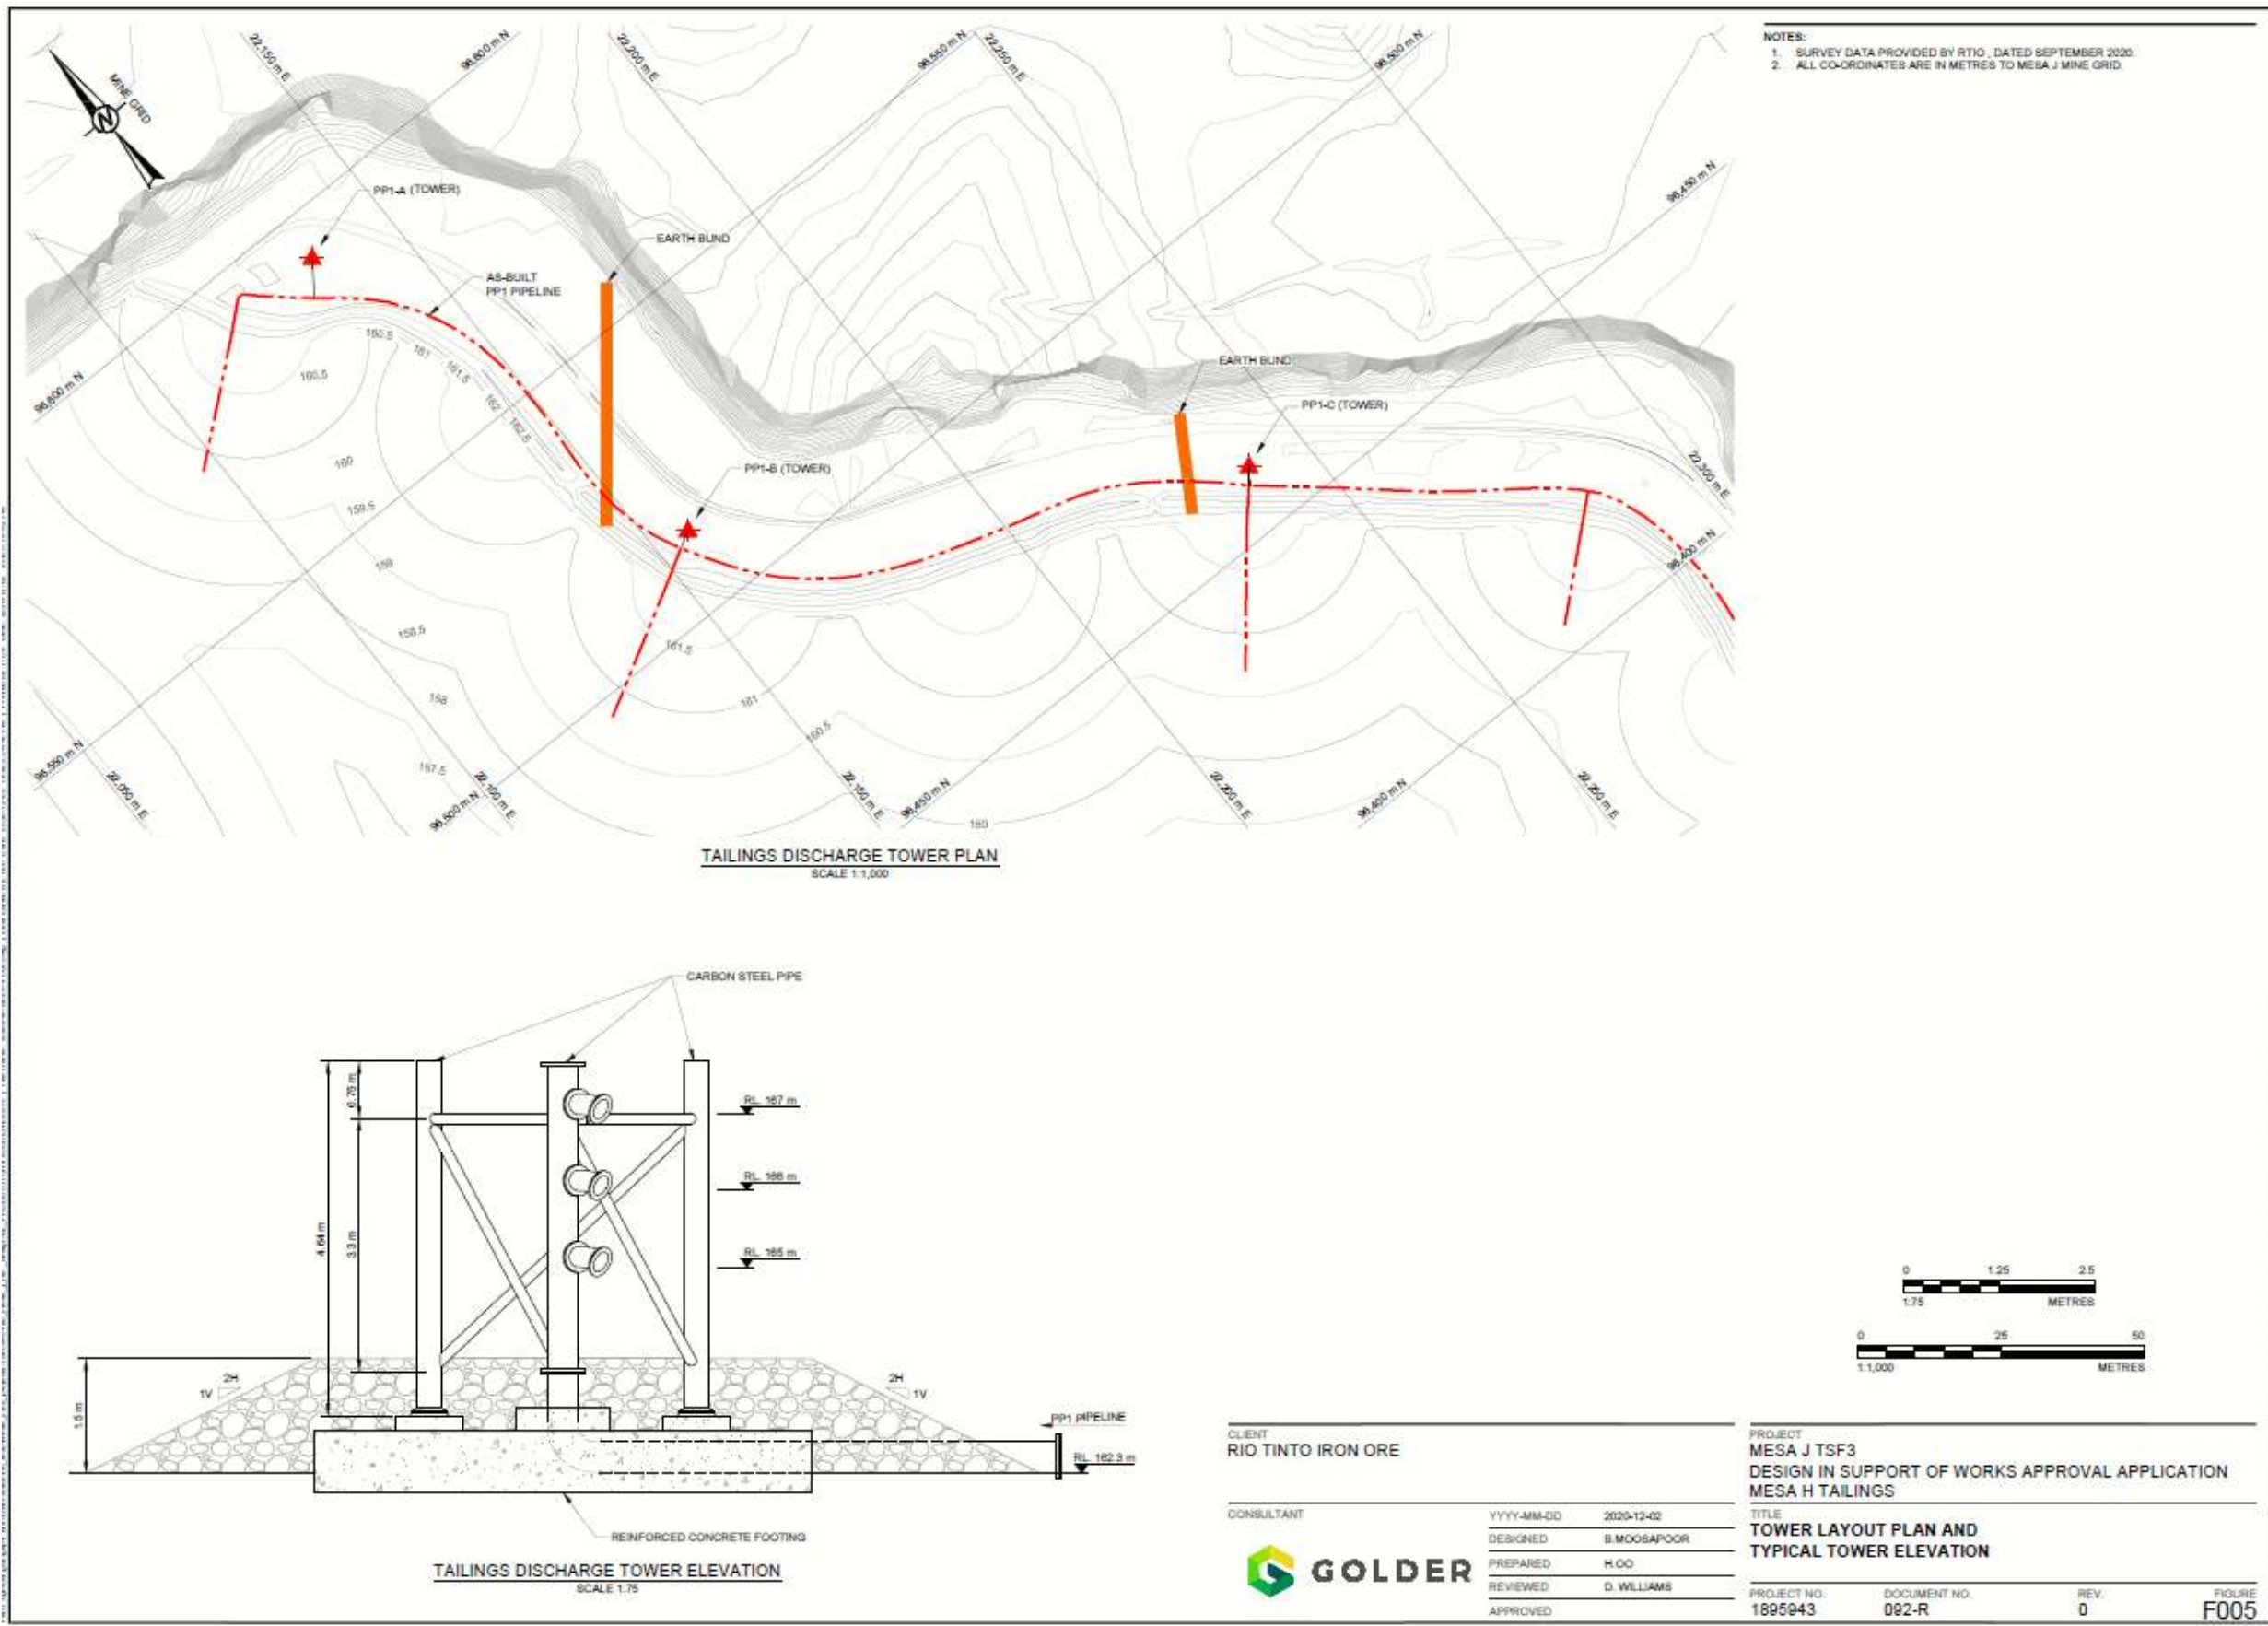 NOTES:
1. SURVEY DATA PROVIDED BY RTIO , DATED SEPTEMBER 2020.
2. ALL CO-ORDINATES ARE IN METRES TO MESA J MINE GRID.
22,150 m E
96,600 m N
22,200 m E
96,550 m N
22,250 m E
96,500 m N
MINE GRID
N
96,450 m N
PP1-A (TOWER)
EARTH BUND
AS-BUILT
PP1 PIPELINE
160.5
161
161.5
162
162.5
160.5
EARTH BUND
96,600 m N
PP1-C (TOWER)
160
PP1-B (TOWER)
22,300 m E
159.5
159
96,400 m N
158.5
161.5
158
161
160.5
96,550 m N
22,050 m E
157.5
22,100 m E
96,500 m N
22,150 m E
96,450 m N
22,200 m E
96,400 m N
22,250 m E
160
TAILINGS DISCHARGE TOWER PLAN
SCALE 1:1,000
CARBON STEEL PIPE
0.76 m
RL. 167 m
RL. 166 m
4.64 m
3.3 m
RL. 165 m
2H
1V
2H
1V
1.5 m
PP1 PIPELINE
RL. 162.3 m
REINFORCED CONCRETE FOOTING
TAILINGS DISCHARGE TOWER ELEVATION
SCALE 1:75
0 1.25 2.5
1:75 METRES
0 25 50
1:1,000 METRES
CLIENT
RIO TINTO IRON ORE
PROJECT
MESA J TSF3
DESIGN IN SUPPORT OF WORKS APPROVAL APPLICATION
MESA H TAILINGS
CONSULTANT
GOLDER
YYYY-MM-DD 2020-12-02
DESIGNED B.MOOSAPOOR
PREPARED H.OO
REVIEWED D. WILLIAMS
APPROVED
TITLE
TOWER LAYOUT PLAN AND
TYPICAL TOWER ELEVATION
PROJECT NO. DOCUMENT NO. REV. FIGURE
1895943 092-R 0 F005